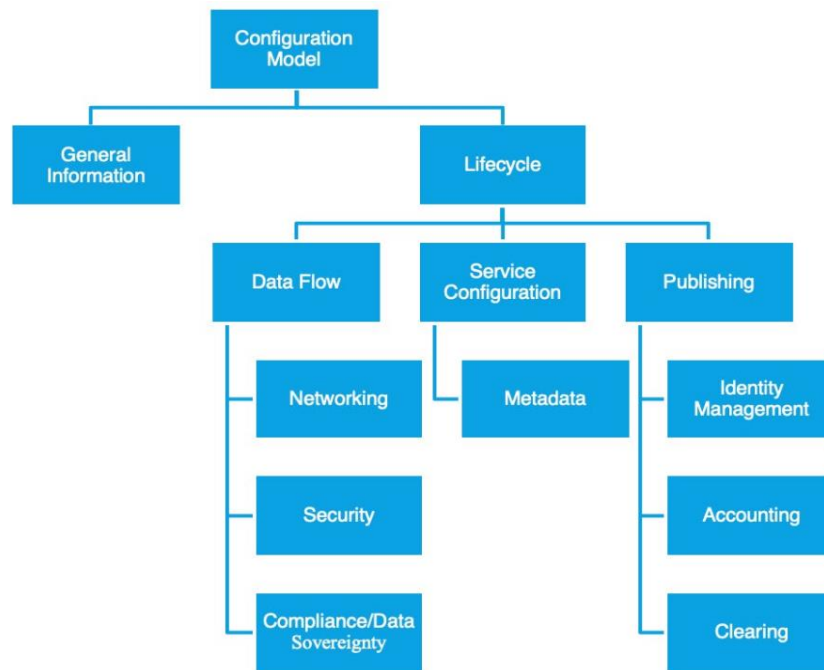 Configuration
Model
General
Information
Lifecycle
Data Flow
Service
Configuration
Publishing
Networking
Metadata
Identity
Management
Security
Accounting
Compliance/Data
Sovereignty
Clearing